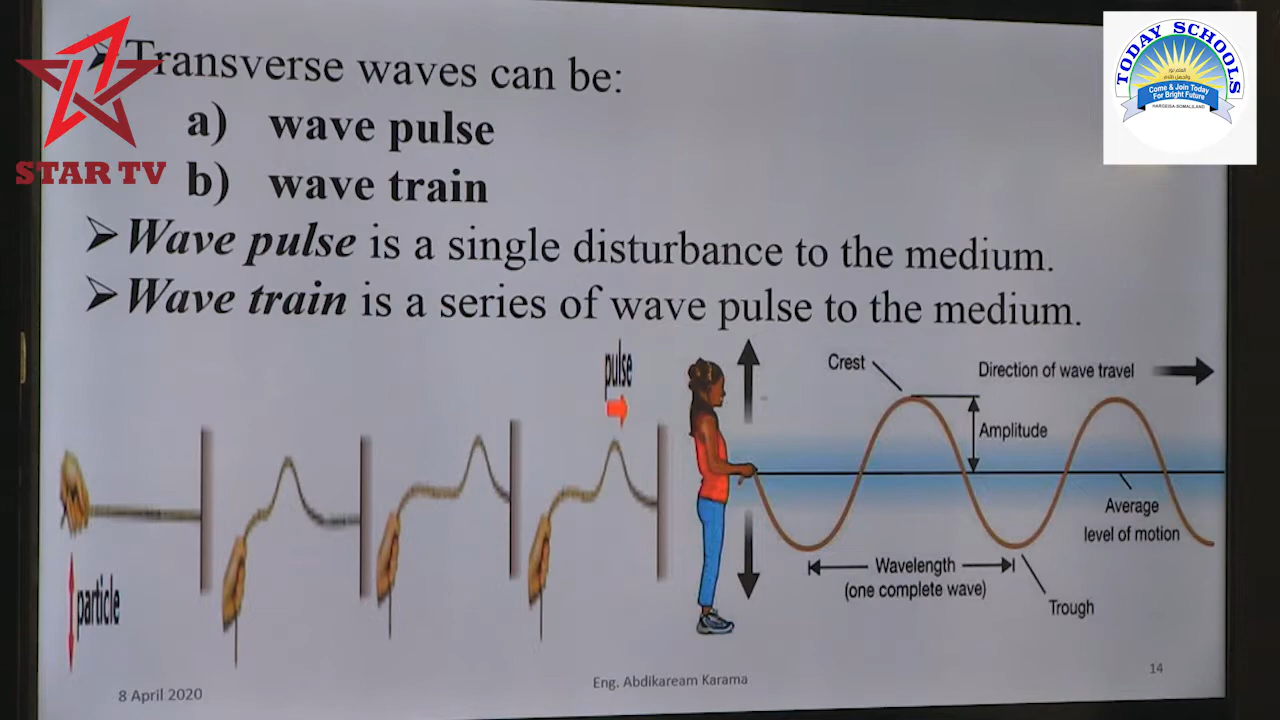 Transverse waves can be:
a) wave pulse
b) wave train
Wave pulse is a single disturbance to the medium.
Wave train is a series of wave pulse to the medium.
STAR TV
TODAY SCHOOLS
Come & Join Today
For Bright Future
HARGEISA-SOMALILAND
pulse
particle
Crest
Direction of wave travel
Amplitude
Average
level of motion
Wavelength
(one complete wave)
Trough
8 April 2020
Eng. Abdikaream Karama
14